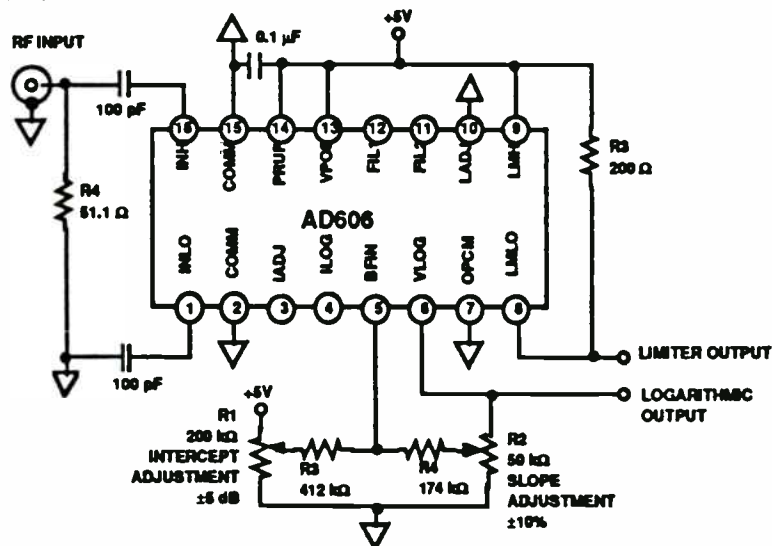 +5V
0.1 µF
RF INPUT
100 pF
16
15
14
13
12
11
10
9
INHI
COMM
PRUP
VPOS
FIL1
FIL2
LADJ
LMHI
R3
200 Ω
R4
51.1 Ω
AD606
INLO
COMM
IADJ
ILOG
BFIN
VLOG
OPCM
LMLO
1
2
3
4
5
6
7
8
100 pF
LIMITER OUTPUT
LOGARITHMIC
OUTPUT
+5V
R1
200 kΩ
INTERCEPT
ADJUSTMENT
±5 dB
R3
412 kΩ
R4
174 kΩ
R2
50 kΩ
SLOPE
ADJUSTMENT
±10%